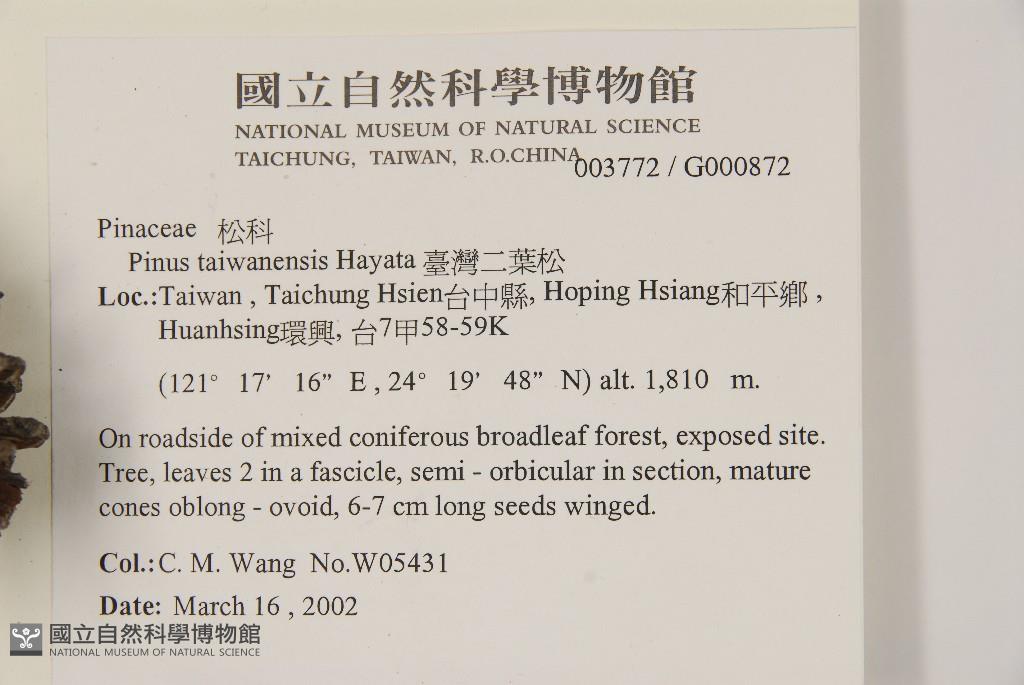 國立自然科學博物館
NATIONAL MUSEUM OF NATURAL SCIENCE
TAICHUNG, TAIWAN, R.O.CHINA
003772 / G000872
Pinaceae 松科
Pinus taiwanensis Hayata 臺灣二葉松
Loc.:Taiwan , Taichung Hsien台中縣, Hoping Hsiang和平鄉 ,
Huanhsing環興, 台7甲58-59K
(121° 17’ 16” E , 24° 19’ 48” N) alt. 1,810 m.
On roadside of mixed coniferous broadleaf forest, exposed site.
Tree, leaves 2 in a fascicle, semi - orbicular in section, mature
cones oblong - ovoid, 6-7 cm long seeds winged.
Col.: C. M. Wang No.W05431
Date: March 16 , 2002
國立自然科學博物館
NATIONAL MUSEUM OF NATURAL SCIENCE